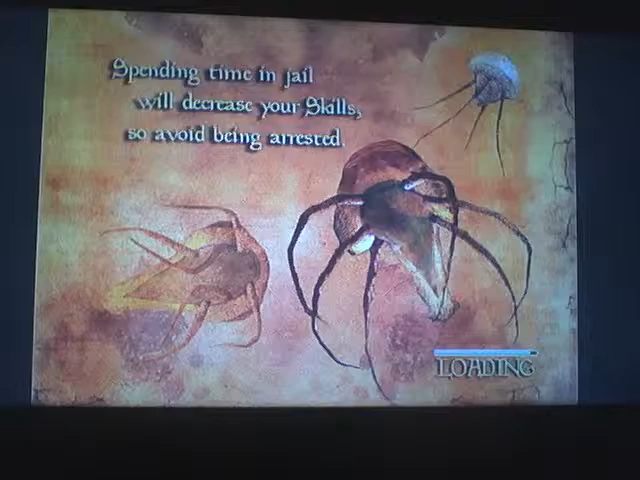 Spending time in jail
will decrease your Skills,
so avoid being arrested.
LOADING